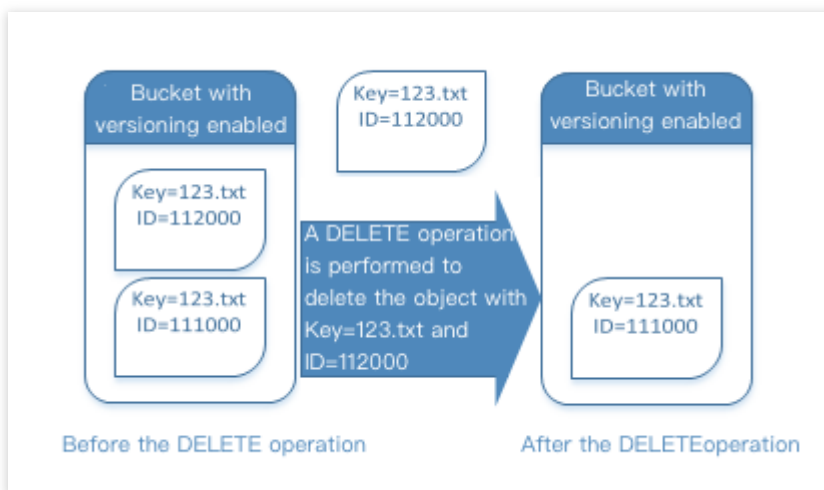 Bucket with
versioning enabled
Key=123.txt
ID=112000
Key=123.txt
ID=111000
Key=123.txt
ID=112000
A DELETE operation
is performed to
delete the object with
Key=123.txt and
ID=112000
Bucket with
versioning enabled
Key=123.txt
ID=111000
Before the DELETE operation
After the DELETEoperation